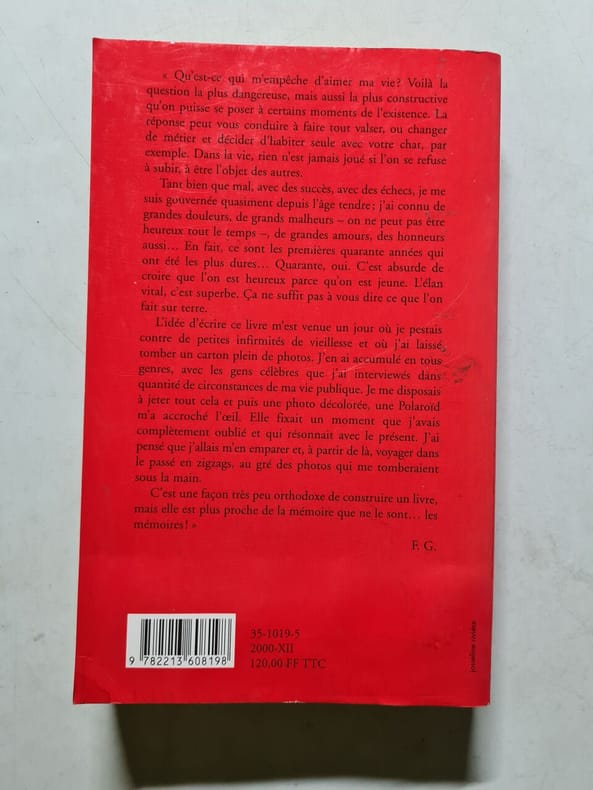 « Qu'est-ce qui m'empêche d'aimer ma vie ? Voilà la
question la plus dangereuse, mais aussi la plus constructive
qu'on puisse se poser à certains moments de l'existence. La
réponse peut vous conduire à faire tout valser, ou changer
de métier et décider d'habiter seule avec votre chat, par
exemple. Dans la vie, rien n'est jamais joué si l'on se refuse
à subir, à être l'objet des autres.
Tant bien que mal, avec des succès, avec des échecs, je me
suis gouvernée quasiment depuis l'âge tendre ; j'ai connu de
grandes douleurs, de grands malheurs – on ne peut pas être
heureux tout le temps –, de grandes amours, des honneurs
aussi... En fait, ce sont les premières quarante années qui
ont été les plus dures... Quarante, oui. C'est absurde de
croire que l'on est heureux parce qu'on est jeune. L'élan
vital, c'est superbe. Ça ne suffit pas à vous dire ce que l'on
fait sur terre.
L'idée d'écrire ce livre m'est venue un jour où je pestais
contre de petites infirmités de vieillesse et où j'ai laissé
tomber un carton plein de photos. J'en ai accumulé en tous
genres, avec les gens célèbres que j'ai interviewés dans
quantité de circonstances de ma vie publique. Je me disposais
à jeter tout cela et puis une photo décolorée, une Polaroïd
m'a accroché l'œil. Elle fixait un moment que j'avais
complètement oublié et qui résonnait avec le présent. J'ai
pensé que j'allais m'en emparer et, à partir de là, voyager dans
le passé en zigzags, au gré des photos qui me tomberaient
sous la main.
C'est une façon très peu orthodoxe de construire un livre,
mais elle est plus proche de la mémoire que ne le sont... les
mémoires ! »
F. G.
35-1019-5
2000-XII
120,00 FF TTC
9 782213 608198